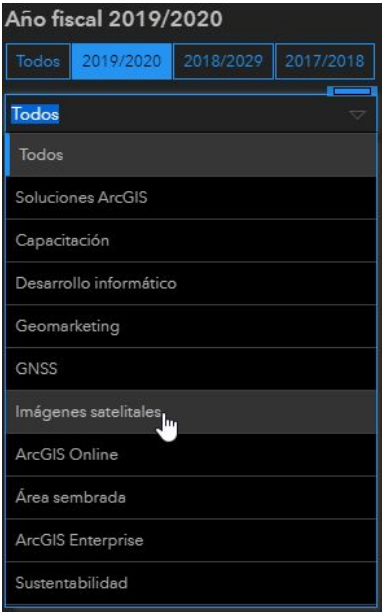 Año fiscal 2019/2020
Todos 2019/2020 2018/2029 2017/2018
Todos
Todos
Soluciones ArcGIS
Capacitación
Desarrollo informático
Geomarketing
GNSS
Imágenes satelitales
ArcGIS Online
Área sembrada
ArcGIS Enterprise
Sustentabilidad